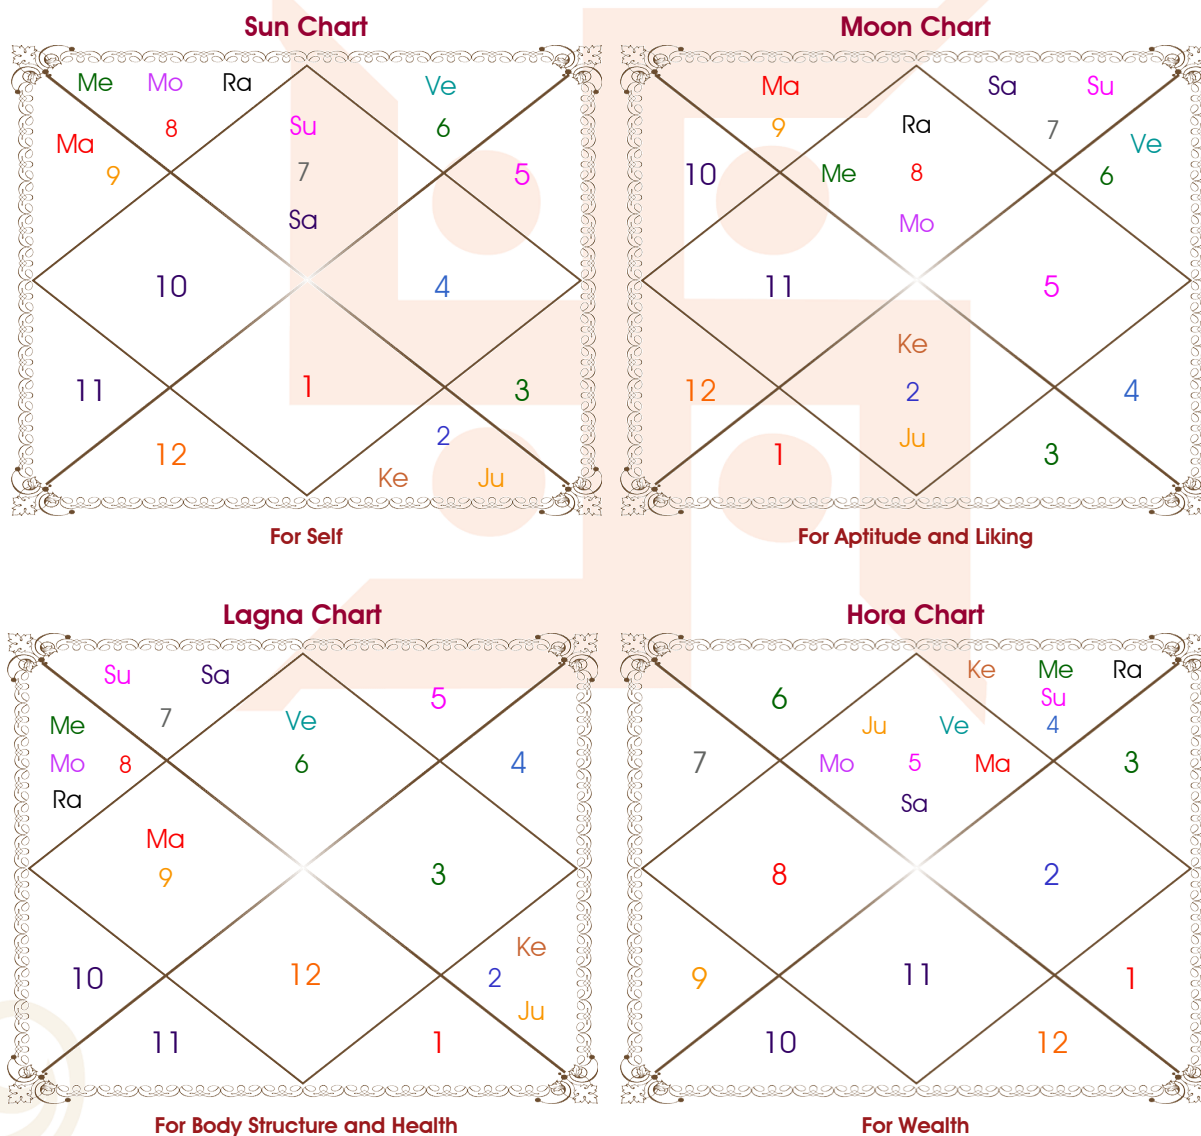 Sun Chart
Me Mo Ra Ve
8 Su 6
Ma 9 7 5
Sa
10 4
11 1 3
12 2
Ke Ju
For Self
Moon Chart
Ma Sa Su
9 Ra 7 Ve
10 Me 8 6
Mo
11 5
Ke
12 2 4
Ju
1 3
For Aptitude and Liking
Lagna Chart
Su Sa 5
7 Ve
Me
Mo 8 6 4
Ra
Ma
9 3
Ke
10 12 2
Ju
11 1
For Body Structure and Health
Hora Chart
Ke Me Ra
6 Su
Ju Ve 4
7 Mo 5 Ma 3
Sa
8 2
9 11 1
10 12
For Wealth